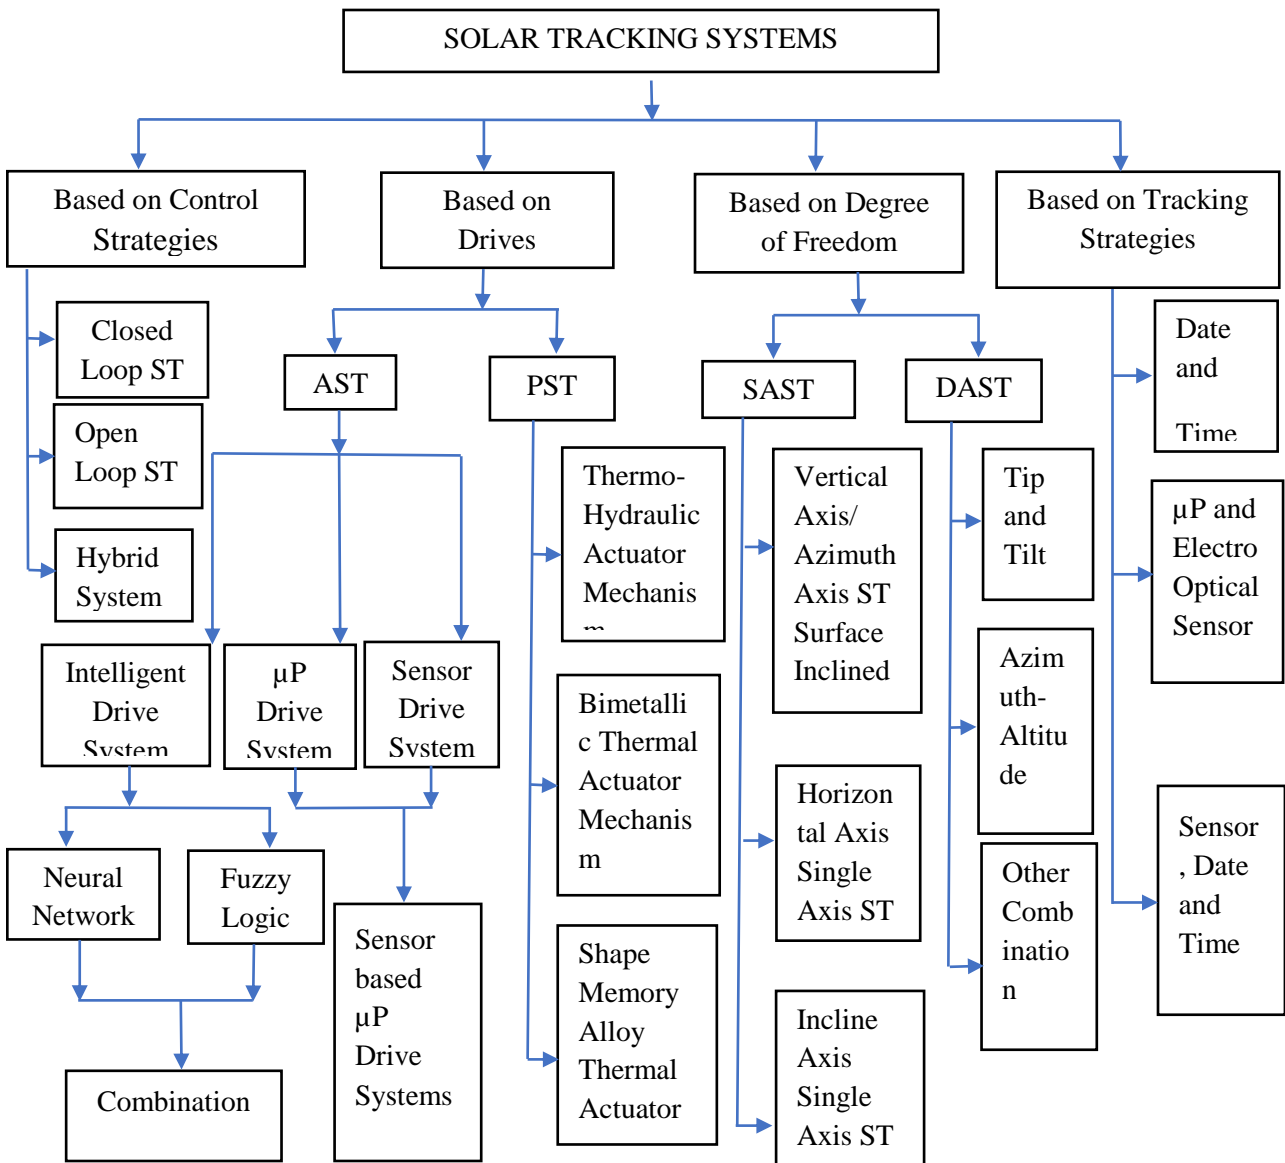 SOLAR TRACKING SYSTEMS
Based on Control
Strategies
Based on
Drives
Based on Degree
of Freedom
Based on Tracking
Strategies
Closed
Loop ST
Open
Loop ST
Hybrid
System
AST
PST
SAST
DAST
Date
and
Time
Thermo-
Hydraulic
Actuator
Mechanis
m
Vertical
Axis/
Azimuth
Axis ST
Surface
Inclined
Tip
and
Tilt
µP and
Electro
Optical
Sensor
Intelligent
Drive
System
µP
Drive
System
Sensor
Drive
System
Bimetalli
c Thermal
Actuator
Mechanis
m
Azim
uth-
Altitu
de
Horizon
tal Axis
Single
Axis ST
Sensor
, Date
and
Time
Neural
Network
Fuzzy
Logic
Other
Comb
inatio
n
Sensor
based
µP
Drive
Systems
Shape
Memory
Alloy
Thermal
Actuator
Incline
Axis
Single
Axis ST
Combination